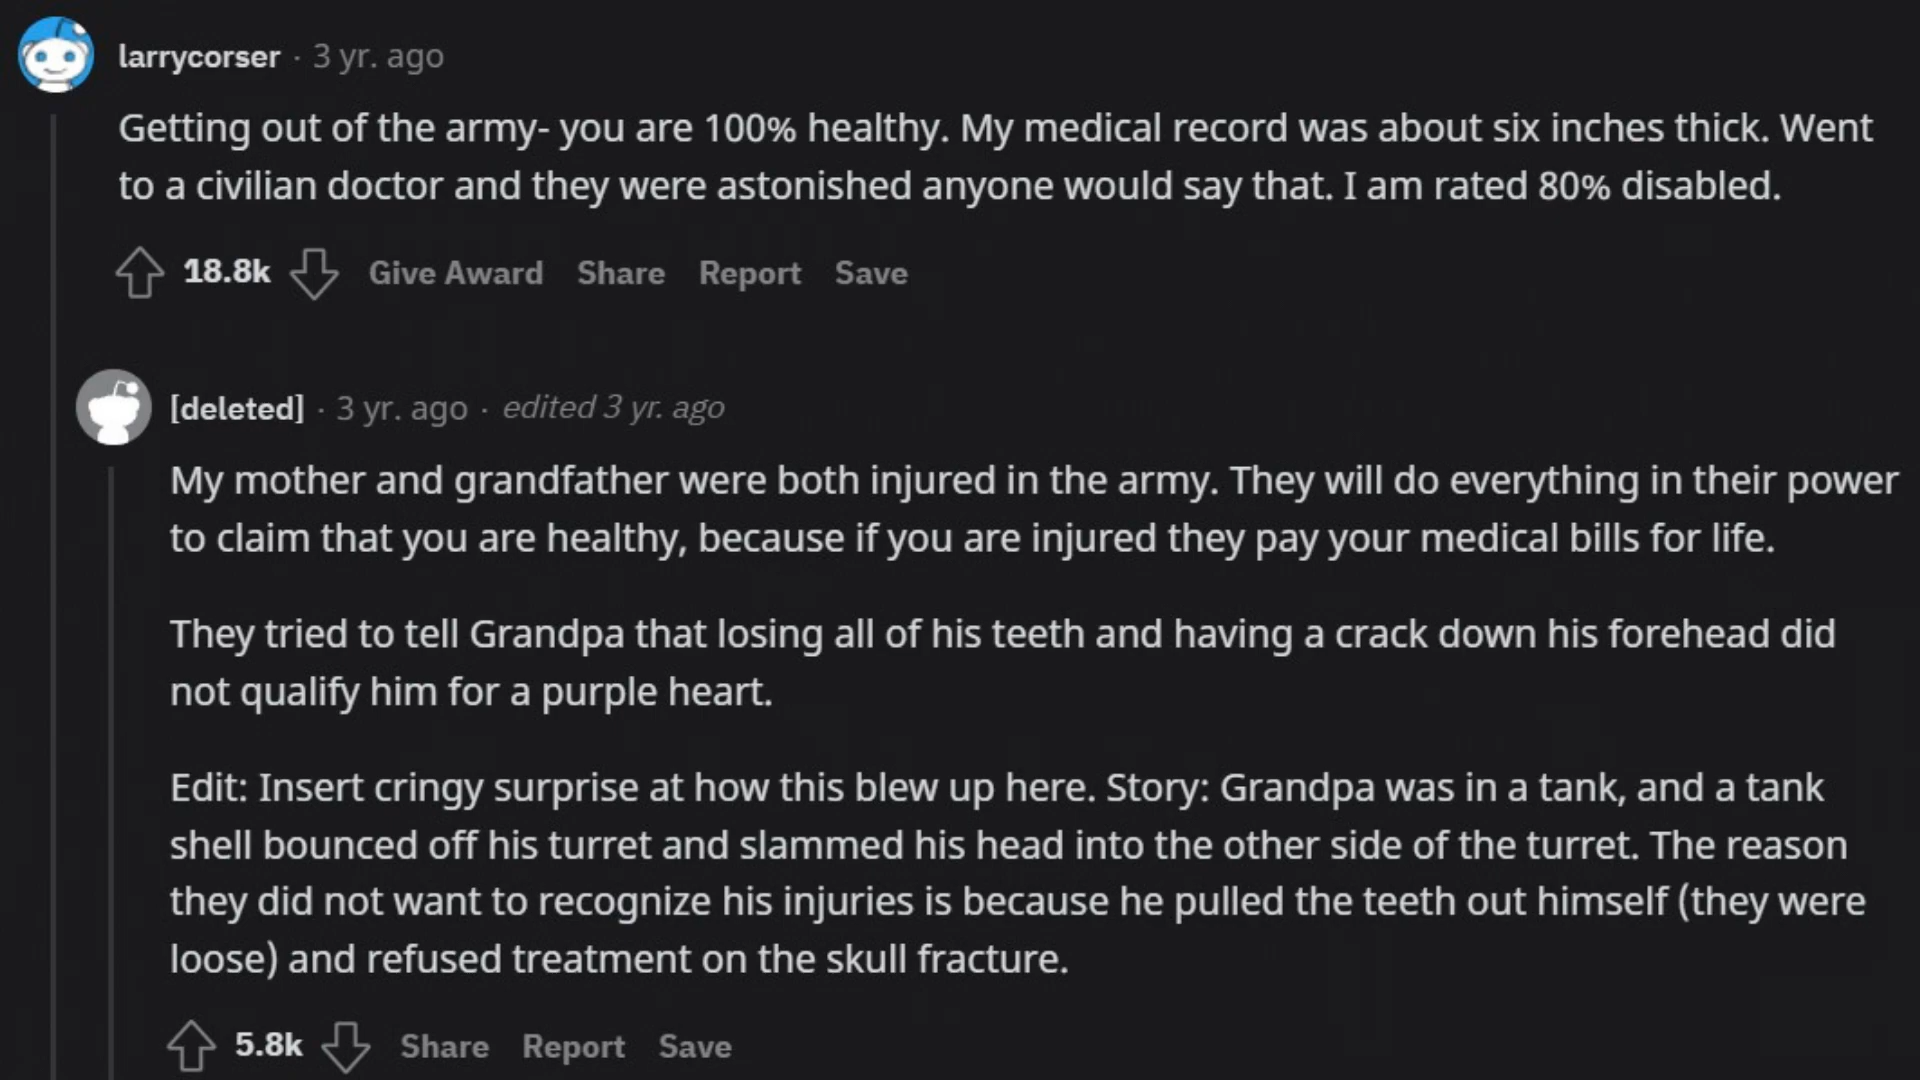 larrycorser · 3 yr. ago
Getting out of the army- you are 100% healthy. My medical record was about six inches thick. Went
to a civilian doctor and they were astonished anyone would say that. I am rated 80% disabled.
18.8k Give Award Share Report Save
[deleted] · 3 yr. ago · edited 3 yr. ago
My mother and grandfather were both injured in the army. They will do everything in their power
to claim that you are healthy, because if you are injured they pay your medical bills for life.
They tried to tell Grandpa that losing all of his teeth and having a crack down his forehead did
not qualify him for a purple heart.
Edit: Insert cringy surprise at how this blew up here. Story: Grandpa was in a tank, and a tank
shell bounced off his turret and slammed his head into the other side of the turret. The reason
they did not want to recognize his injuries is because he pulled the teeth out himself (they were
loose) and refused treatment on the skull fracture.
5.8k Share Report Save